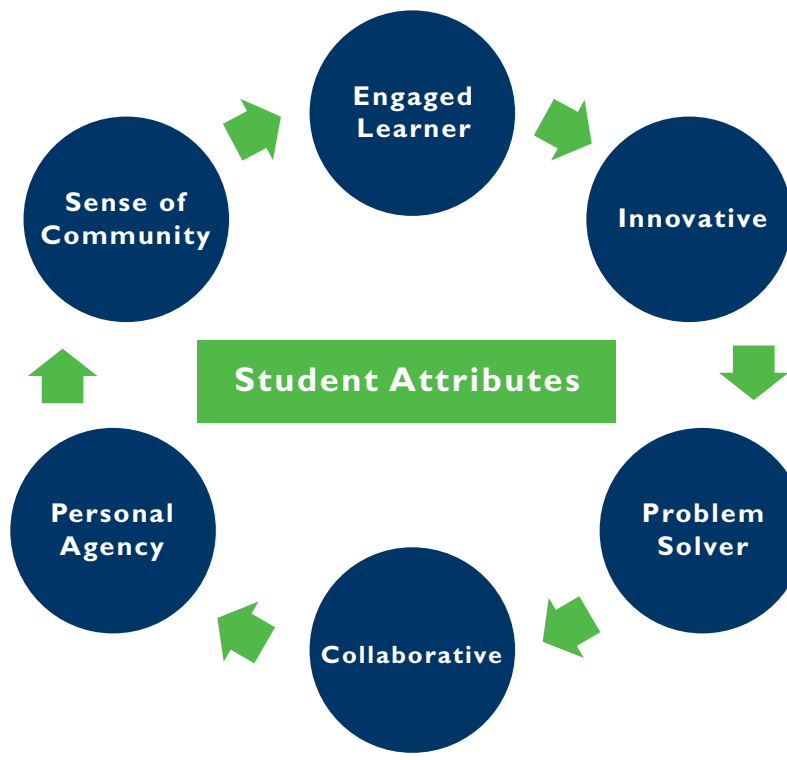 Engaged
Learner
Sense of
Community
Innovative
Student Attributes
Personal
Agency
Problem
Solver
Collaborative